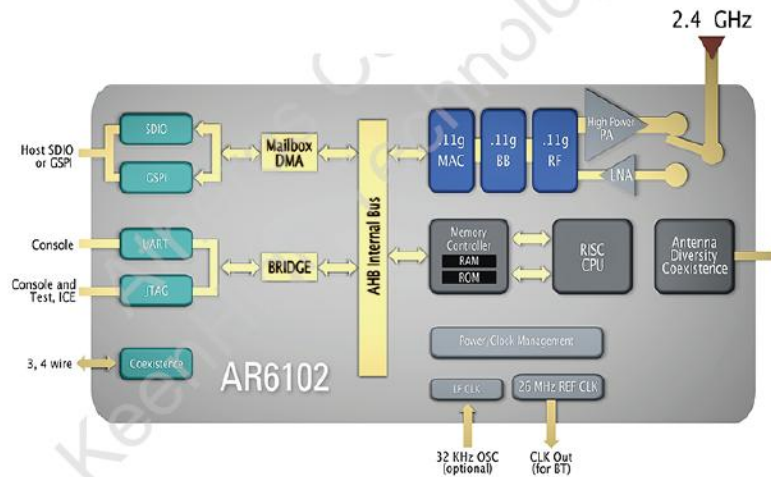 2.4 GHz
SDIO
GSPI
Host SDIO
or GSPI
Mailbox
DMA
.11g
MAC
.11g
BB
.11g
RF
High Power
PA
LNA
Console
UART
Console and
Test, ICE
JTAG
BRIDGE
AHB Internal Bus
Memory
Controller
RAM
ROM
RISC
CPU
Antenna
Diversity
Coexistence
3, 4 wire
Coexistence
AR6102
Power/Clock Management
LF CLK
26 MHz REF CLK
32 KHz OSC
(optional)
CLK Out
(for BT)